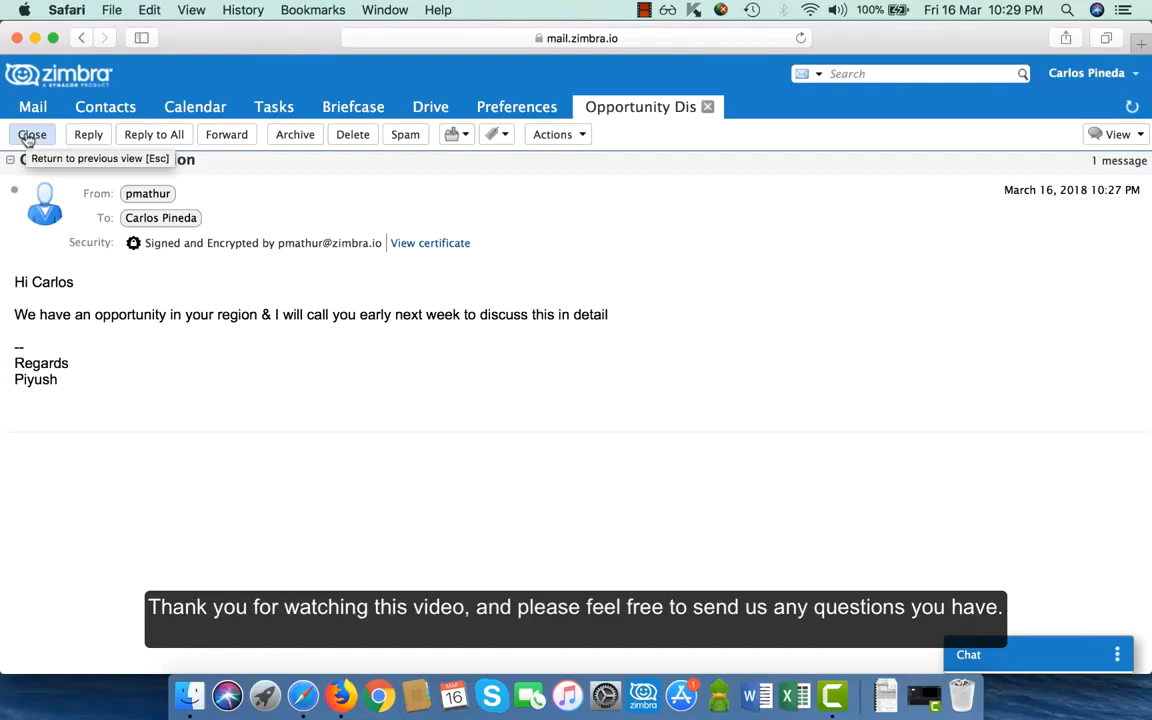 Safari File Edit View History Bookmarks Window Help 100% Fri 16 Mar 10:29 PM
mail.zimbra.io
zimbra
A SYNACOR PRODUCT
Search Carlos Pineda
Mail Contacts Calendar Tasks Briefcase Drive Preferences Opportunity Dis
Close Reply Reply to All Forward Archive Delete Spam Actions View
Return to previous view [Esc] on 1 message
From: pmathur March 16, 2018 10:27 PM
To: Carlos Pineda
Security: Signed and Encrypted by pmathur@zimbra.io View certificate
Hi Carlos
We have an opportunity in your region & I will call you early next week to discuss this in detail
--
Regards
Piyush
Thank you for watching this video, and please feel free to send us any questions you have.
Chat
MAR
16
zimbra
1